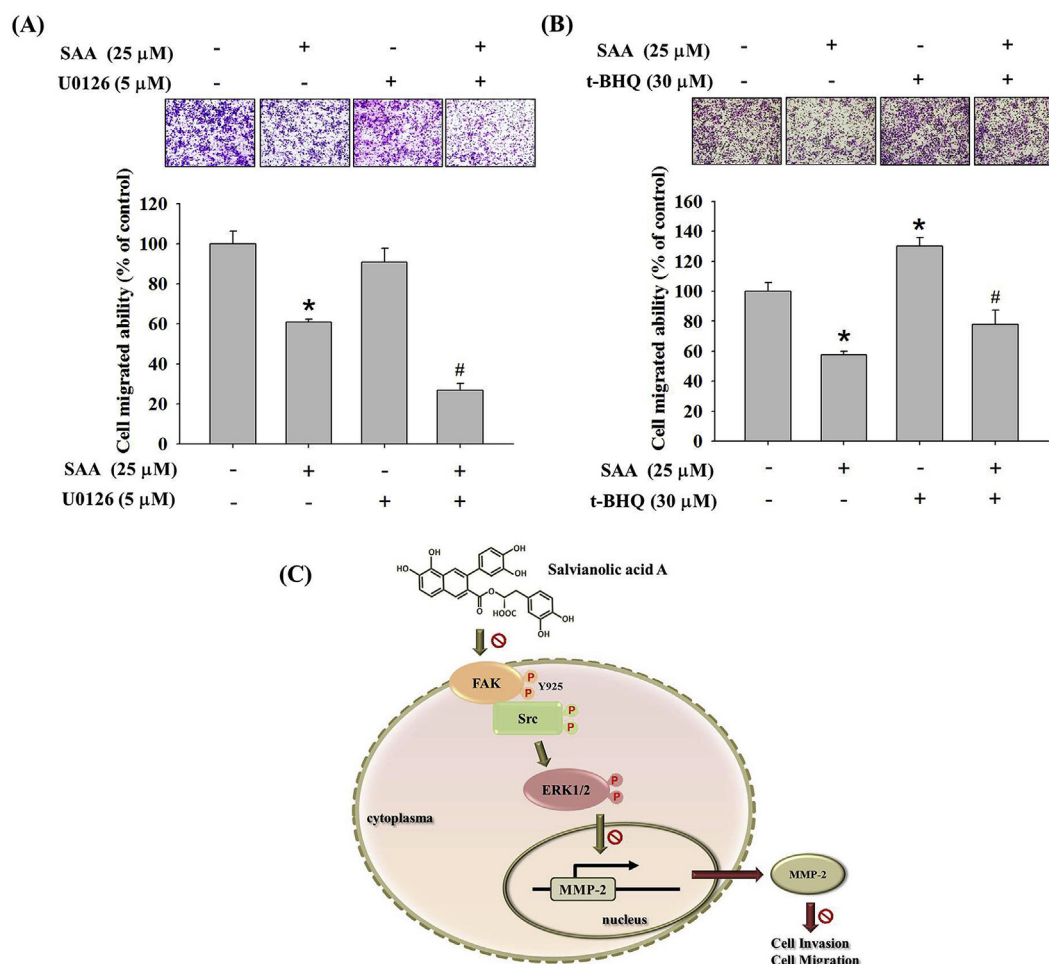 (A)
SAA (25 μM) - + - +
U0126 (5 μM) - - + +
Cell migrated ability (% of control)
120
100
80
60
40
20
0
*
#
SAA (25 μM) - + - +
U0126 (5 μM) - - + +
(B)
SAA (25 μM) - + - +
t-BHQ (30 μM) - - + +
Cell migrated ability (% of control)
160
140
120
100
80
60
40
20
0
*
*
#
SAA (25 μM) - + - +
t-BHQ (30 μM) - - + +
(C)
Salvianolic acid A
OH
HO
OH
OH
O
O
HOOC
OH
OH
FAK
P
P
Y925
Src
P
P
ERK1/2
P
P
cytoplasma
MMP-2
nucleus
MMP-2
Cell Invasion
Cell Migration